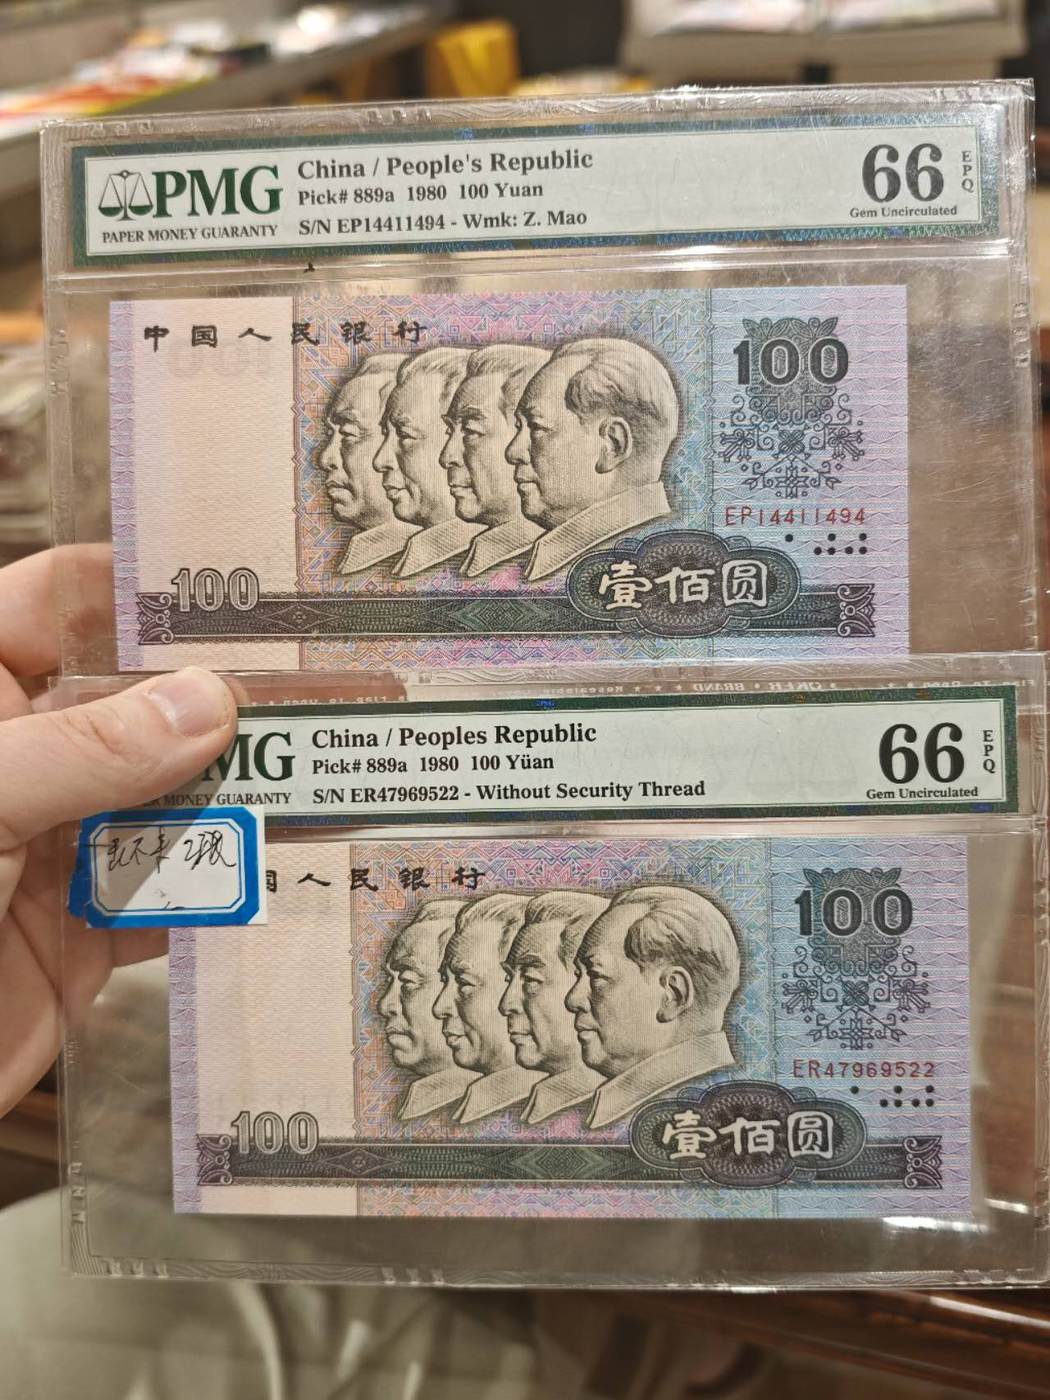 PMG
PAPER MONEY GUARANTY
China / People's Republic
Pick# 889a 1980 100 Yuan
S/N EP14411494 - Wmk: Z. Mao
66
EPQ
Gem Uncirculated
中国人民银行
100
EP14411494
100
壹佰圆
MG
MONEY GUARANTY
China / Peoples Republic
Pick# 889a 1980 100 Yüan
S/N ER47969522 - Without Security Thread
66
EPQ
Gem Uncirculated
国人民银行
100
ER47969522
100
壹佰圆